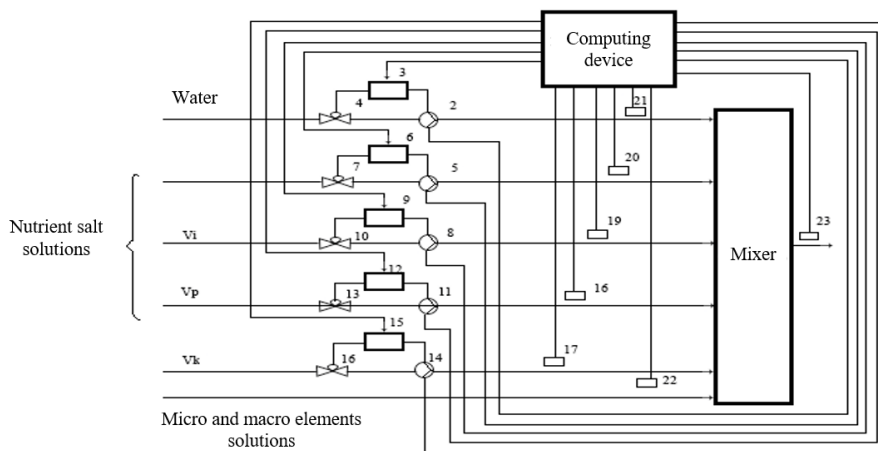 Computing
device
3
21
Water
4
2
6
20
7
5
9
19
Nutrient salt
solutions
Vi
10
8
23
Mixer
12
16
Vp
13
11
15
17
14
Vk
16
22
Micro and macro elements
solutions